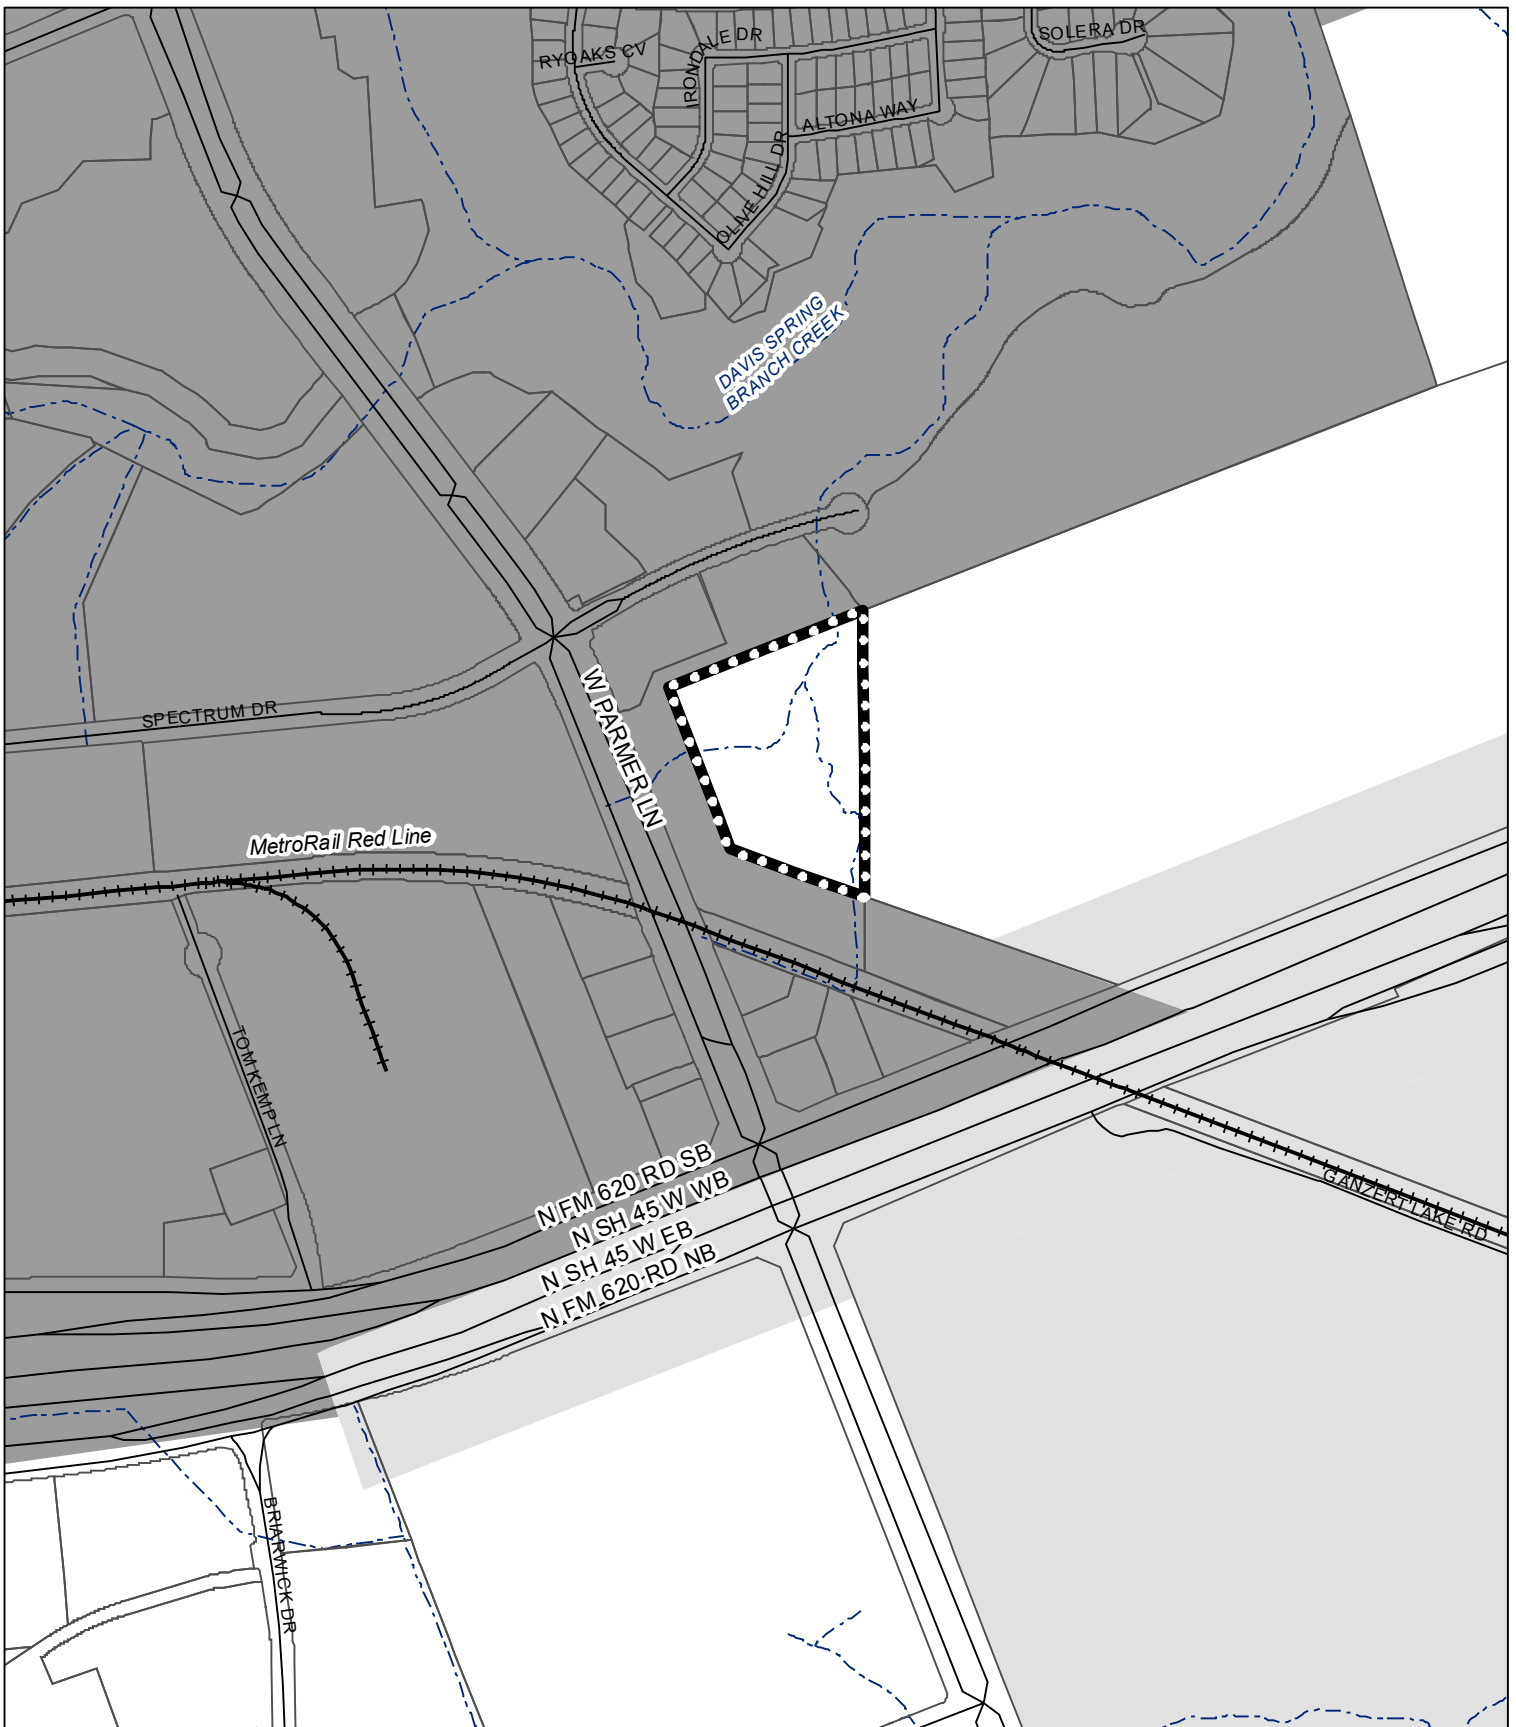 SOLERA DR
RYOAKS CV
IRONDALE DR
ALTONA WAY
OLIVE HILL DR
DAVIS SPRING
BRANCH CREEK
W PARMER LN
SPECTRUM DR
MetroRail Red Line
TOM KEMP LN
N FM 620 RD SB
N SH 45 W WB
N SH 45 W EB
N FM 620 RD NB
GANZERT LAKE RD
BRIARWICK DR